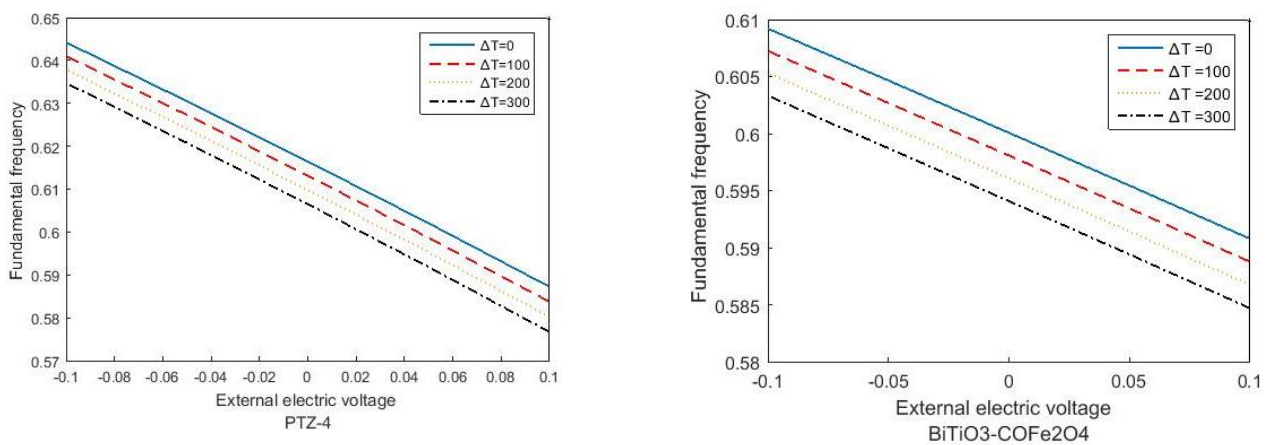 0.65
0.64
0.63
0.62
0.61
0.6
0.59
0.58
0.57
Fundamental frequency
ΔT=0
ΔT=100
ΔT=200
ΔT=300
-0.1 -0.08 -0.06 -0.04 -0.02 0 0.02 0.04 0.06 0.08 0.1
External electric voltage
PTZ-4
0.61
0.605
0.6
0.595
0.59
0.585
0.58
Fundamental frequency
ΔT =0
ΔT =100
ΔT =200
ΔT =300
-0.1 -0.05 0 0.05 0.1
External electric voltage
BiTiO3-COFe2O4